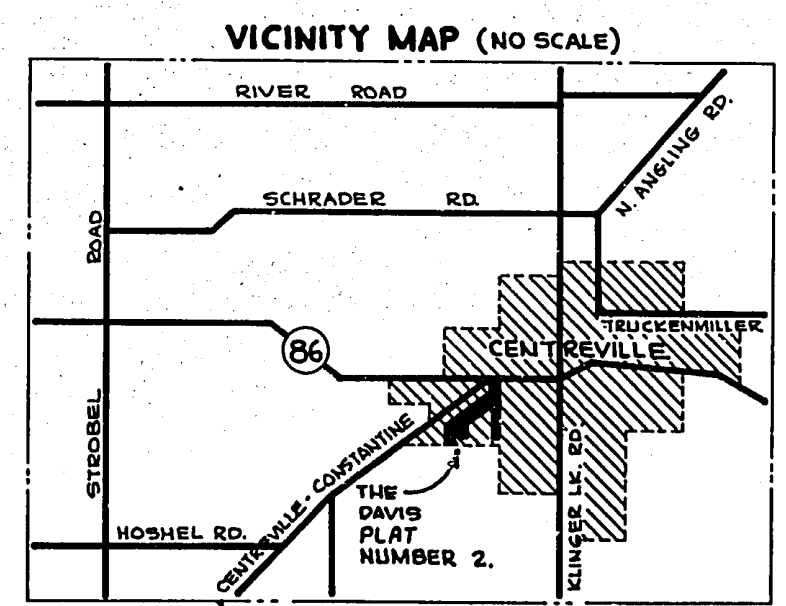 VICINITY MAP (NO SCALE)
RIVER ROAD
N. ANGLING RD.
SCHRADER RD.
STROBEL ROAD
TRUCKENMILLER
CENTREVILLE
86
CENTREVILLE - CONSTANTINE
THE
DAVIS
PLAT
NUMBER 2.
KLINGER LK. RD.
HOSHEL RD.